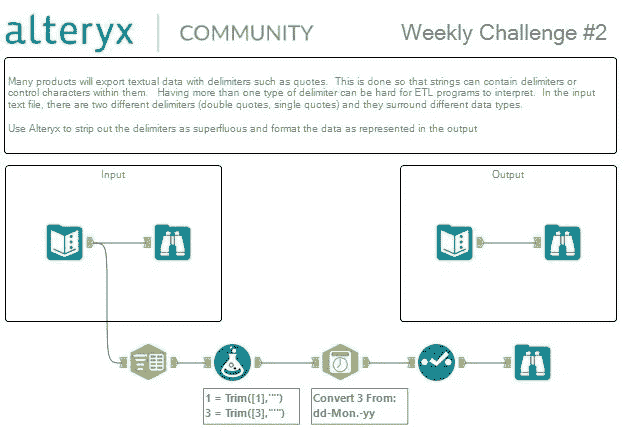 alteryx COMMUNITY Weekly Challenge #2
Many products will export textual data with delimiters such as quotes. This is done so that strings can contain delimiters or
control characters within them. Having more than one type of delimiter can be hard for ETL programs to interpret. In the input
text file, there are two different delimiters (double quotes, single quotes) and they surround different data types.
Use Alteryx to strip out the delimiters as superfluous and format the data as represented in the output
Input
Output
1 = Trim([1],'"')
3 = Trim([3],"'")
Convert 3 From:
dd-Mon.-yy